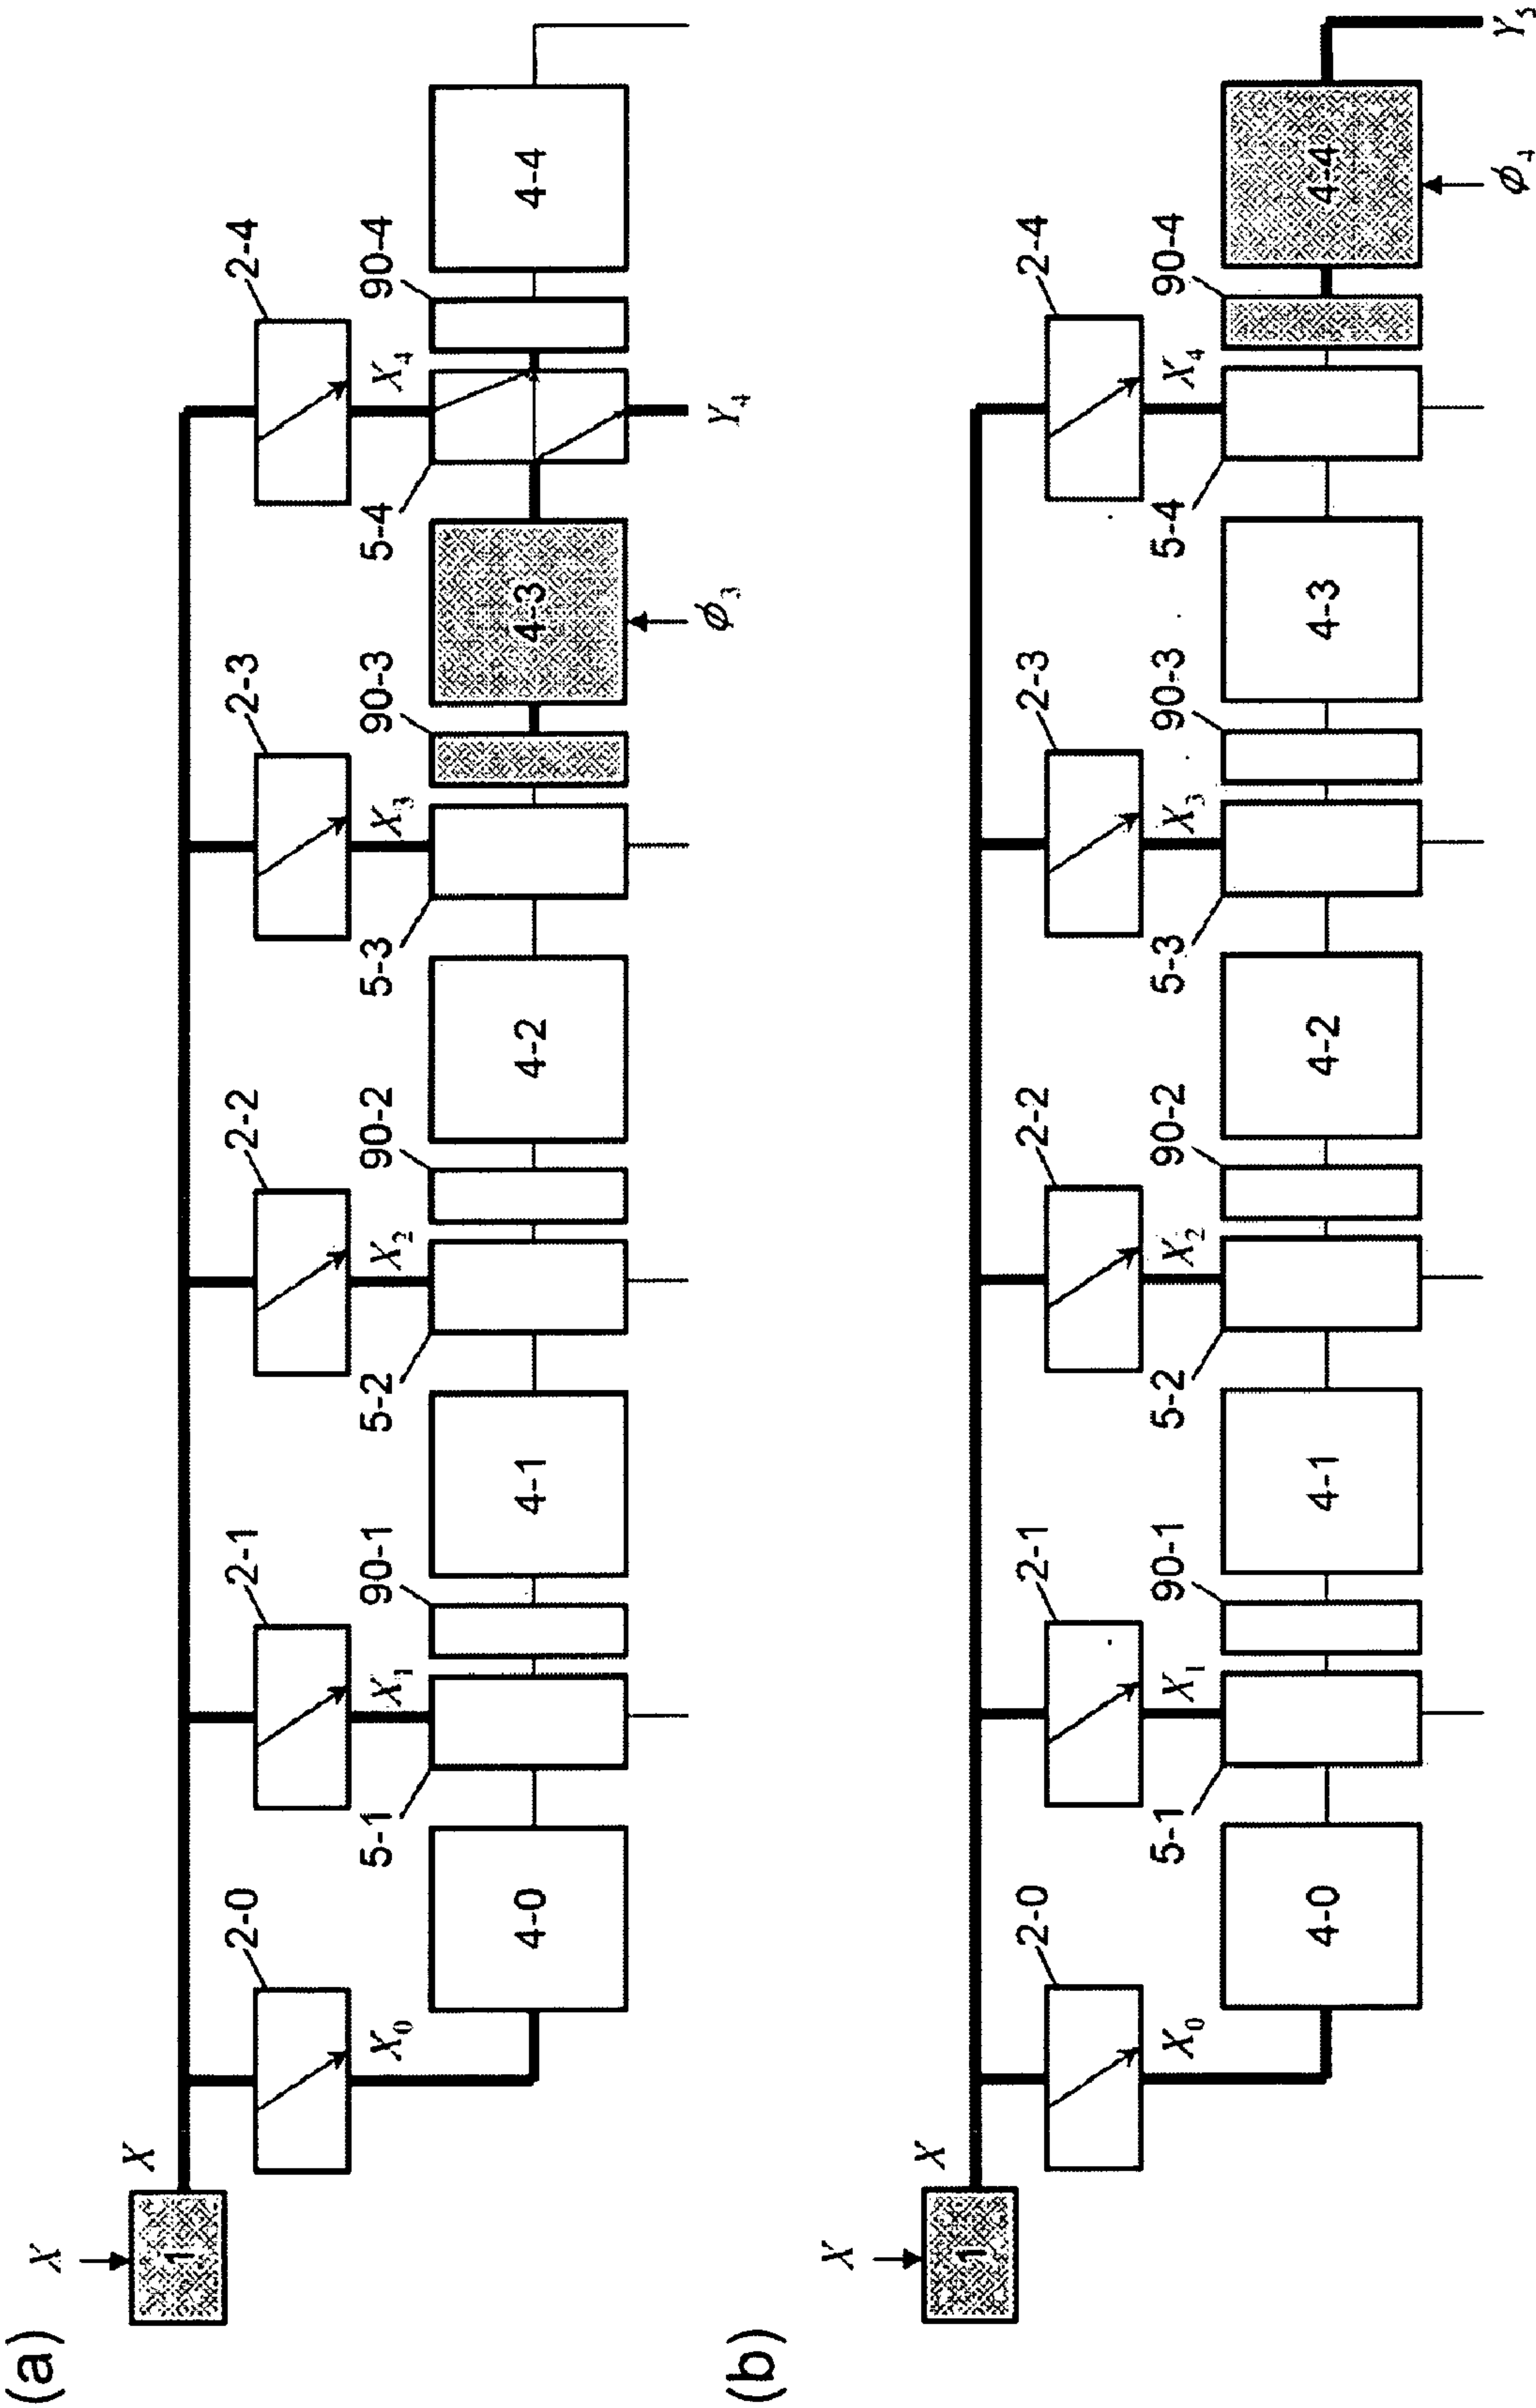 (a)
X
X
1
2-0
2-1
2-2
2-3
2-4
X₀
X₁
X₂
X₃
X₄
5-1
90-1
5-2
90-2
5-3
90-3
5-4
90-4
4-0
4-1
4-2
4-3
4-4
ϕ₃
Y₄
(b)
X
X
1
2-0
2-1
2-2
2-3
2-4
X₀
X₁
X₂
X₃
X₄
5-1
90-1
5-2
90-2
5-3
90-3
5-4
90-4
4-0
4-1
4-2
4-3
4-4
ϕ₄
Y₅